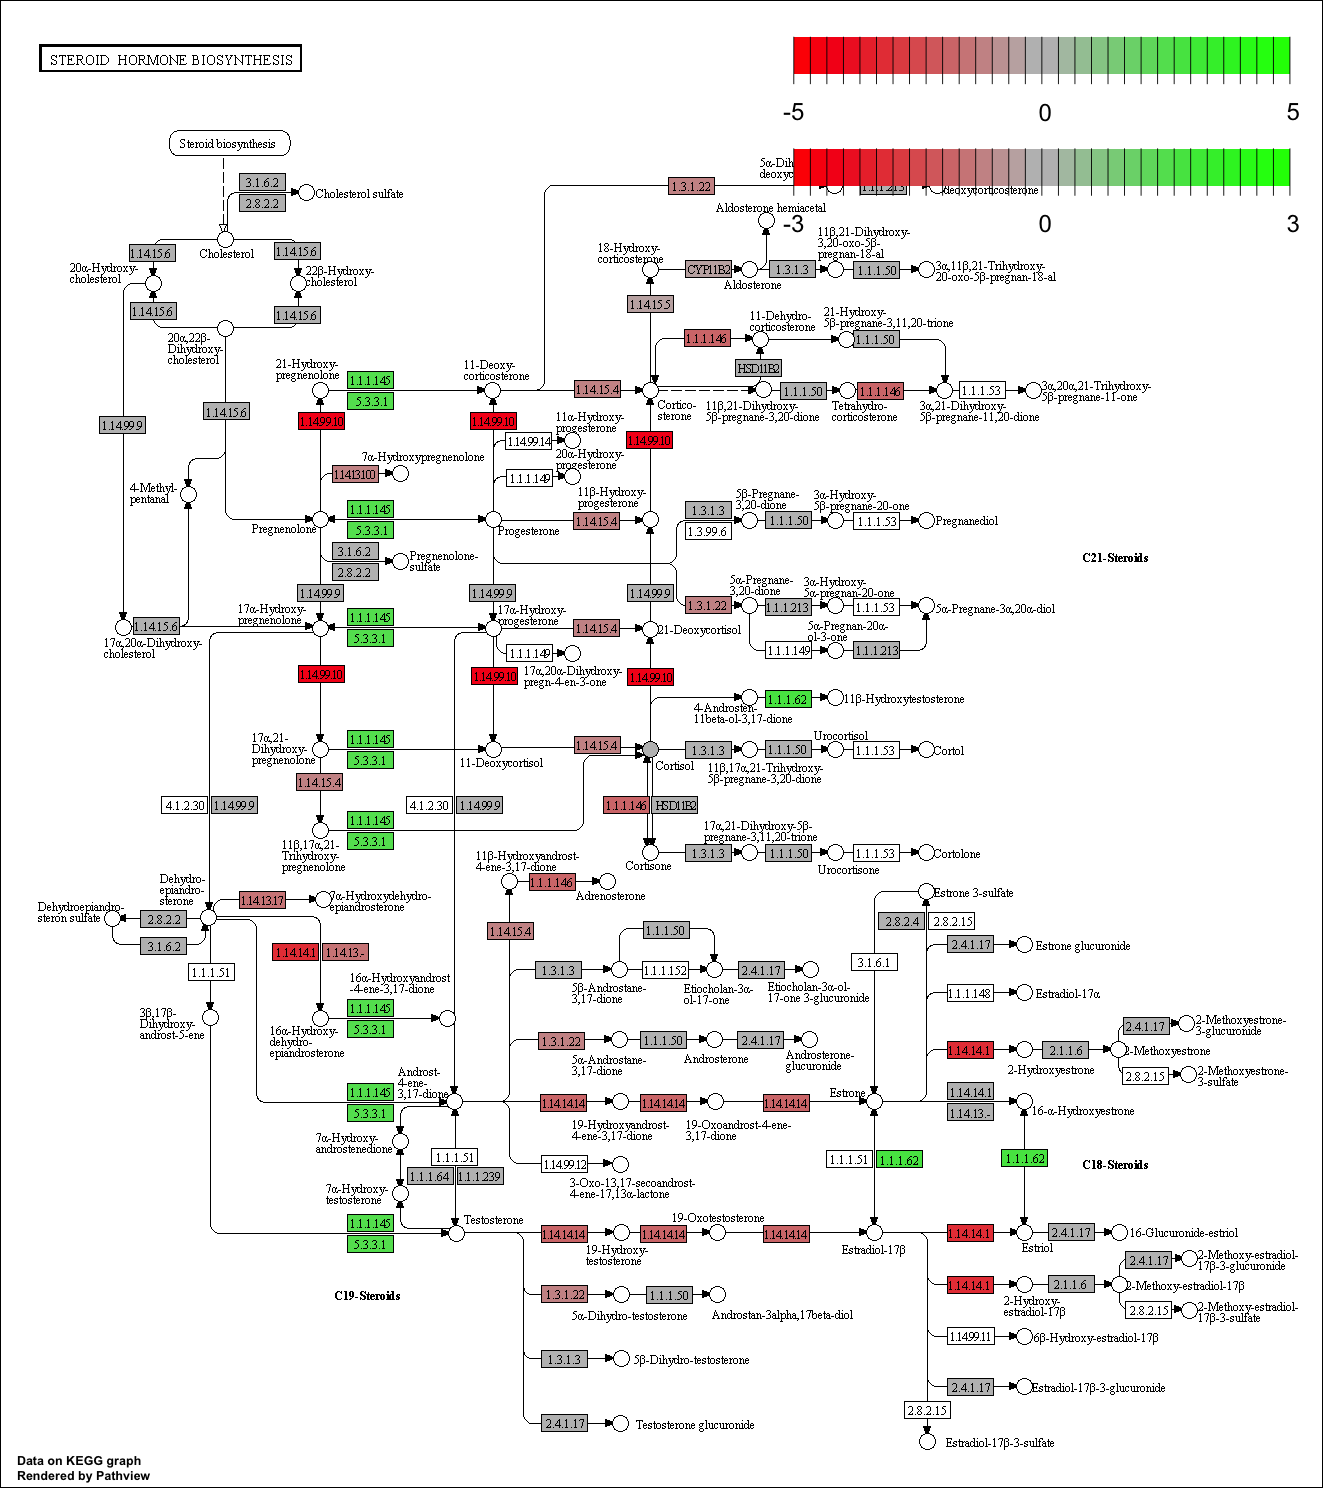 STEROID HORMONE BIOSYNTHESIS
-5
0
5
-3
0
3
Steroid biosynthesis
3.1.6.2
2.8.2.2
Cholesterol sulfate
Cholesterol
1.14.15.6
1.14.15.6
20α-Hydroxy-
cholesterol
22β-Hydroxy-
cholesterol
1.14.15.6
1.14.15.6
20α,22β-
Dihydroxy-
cholesterol
1.14.15.6
1.14.99.9
4-Methyl-
pentanal
1.14.15.6
17α,20α-Dihydroxy-
cholesterol
5α-Dih
deoxyc
1.3.1.22
1.1.1.213
deoxycorticosterone
Aldosterone hemiacetal
18-Hydroxy-
corticosterone
CYP11B2
Aldosterone
1.3.1.3
11β,21-Dihydroxy-
3,20-oxo-5β-
pregnan-18-al
1.1.1.50
3α,11β,21-Trihydroxy-
20-oxo-5β-pregnan-18-al
1.14.15.5
1.1.1.146
11-Dehydro-
corticosterone
21-Hydroxy-
5β-pregnane-3,11,20-trione
1.1.1.50
HSD11B2
21-Hydroxy-
pregnenolone
1.1.1.145
5.3.3.1
11-Deoxy-
corticosterone
1.14.15.4
Cortico-
sterone
1.1.1.50
11β,21-Dihydroxy-
5β-pregnane-3,20-dione
Tetrahydro-
corticosterone
1.1.1.146
3α,21-Dihydroxy-
5β-pregnane-11,20-dione
1.1.1.53
3α,20α,21-Trihydroxy-
5β-pregnane-11-one
1.14.99.10
1.14.99.10
1.14.99.10
11α-Hydroxy-
progesterone
1.14.99.14
20α-Hydroxy-
progesterone
1.1.1.149
7α-Hydroxypregnenolone
1.14.13.100
11β-Hydroxy-
progesterone
Pregnenolone
1.1.1.145
5.3.3.1
Progesterone
1.14.15.4
1.3.1.3
1.3.99.6
5β-Pregnane-
3,20-dione
1.1.1.50
3α-Hydroxy-
5β-pregnane-20-one
1.1.1.53
Pregnanediol
3.1.6.2
2.8.2.2
Pregnenolone-
sulfate
C21-Steroids
1.14.99.9
1.14.99.9
1.14.99.9
1.3.1.22
5α-Pregnane-
3,20-dione
1.1.1.213
3α-Hydroxy-
5α-pregnan-20-one
1.1.1.53
5α-Pregnane-3α,20α-diol
5α-Pregnan-20α-
ol-3-one
1.1.1.149
1.1.1.213
17α-Hydroxy-
pregnenolone
1.1.1.145
5.3.3.1
17α-Hydroxy-
progesterone
1.14.15.4
21-Deoxycortisol
1.1.1.149
17α,20α-Dihydroxy-
pregn-4-en-3-one
1.14.99.10
1.14.99.10
1.14.99.10
4-Androsten-
11beta-ol-3,17-dione
1.1.1.62
11β-Hydroxytestosterone
17α,21-
Dihydroxy-
pregnenolone
1.1.1.145
5.3.3.1
11-Deoxycortisol
1.14.15.4
Cortisol
1.3.1.3
11β,17α,21-Trihydroxy-
5β-pregnane-3,20-dione
1.1.1.50
Urocortisol
1.1.1.53
Cortol
1.14.15.4
4.1.2.30
1.14.99.9
4.1.2.30
1.14.99.9
1.1.1.146
HSD11B2
1.1.1.145
5.3.3.1
11β,17α,21-
Trihydroxy-
pregnenolone
Cortisone
1.3.1.3
17α,21-Dihydroxy-5β-
pregnane-3,11,20-trione
1.1.1.50
Urocortisone
1.1.1.53
Cortolone
11β-Hydroxyandrost-
4-ene-3,17-dione
1.1.1.146
Adrenosterone
Dehydro-
epiandro-
sterone
1.14.13.17
7α-Hydroxydehydro-
epiandrosterone
Dehydroepiandro-
steron sulfate
2.8.2.2
3.1.6.2
1.1.1.51
1.14.14.1
1.14.13.-
1.14.15.4
1.1.1.50
16α-Hydroxyandrost
-4-ene-3,17-dione
1.1.1.145
5.3.3.1
16α-Hydroxy-
dehydro-
epiandrosterone
3β,17β-
Dihydroxy-
androst-5-ene
1.3.1.3
5β-Androstane-
3,17-dione
1.1.1.152
Etiocholan-3α-
ol-17-one
2.4.1.17
Etiocholan-3α-ol-
17-one 3-glucuronide
1.3.1.22
5α-Androstane-
3,17-dione
1.1.1.50
Androsterone
2.4.1.17
Androsterone-
glucuronide
Estrone 3-sulfate
2.8.2.4
2.8.2.15
3.1.6.1
2.4.1.17
Estrone glucuronide
1.1.1.148
Estradiol-17α
1.14.14.1
2-Hydroxyestrone
2.1.1.6
2-Methoxyestrone
2.4.1.17
2-Methoxyestrone-
3-glucuronide
2.8.2.15
2-Methoxyestrone-
3-sulfate
Androst-
4-ene-
3,17-dione
1.1.1.145
5.3.3.1
1.14.14.14
19-Hydroxyandrost-
4-ene-3,17-dione
1.14.14.14
19-Oxoandrost-4-ene-
3,17-dione
1.14.14.14
Estrone
1.14.14.1
1.14.13.-
16-α-Hydroxyestrone
7α-Hydroxy-
androstenedione
1.1.1.51
1.1.1.64
1.1.1.239
1.14.99.12
3-Oxo-13,17-secoandrost-
4-ene-17,13α-lactone
1.1.1.51
1.1.1.62
1.1.1.62
C18-Steroids
7α-Hydroxy-
testosterone
1.1.1.145
5.3.3.1
Testosterone
1.14.14.14
19-Hydroxy-
testosterone
1.14.14.14
19-Oxotestosterone
1.14.14.14
Estradiol-17β
1.14.14.1
Estriol
2.4.1.17
16-Glucuronide-estriol
C19-Steroids
1.3.1.22
5α-Dihydro-testosterone
1.1.1.50
Androstan-3alpha,17beta-diol
1.14.14.1
2-Hydroxy-
estradiol-17β
2.1.1.6
2-Methoxy-estradiol-17β
2.4.1.17
2-Methoxy-estradiol-
17β-3-glucuronide
2.8.2.15
2-Methoxy-estradiol-
17β-3-sulfate
1.14.99.11
6β-Hydroxy-estradiol-17β
1.3.1.3
5β-Dihydro-testosterone
2.4.1.17
Estradiol-17β-3-glucuronide
2.4.1.17
Testosterone glucuronide
2.8.2.15
Estradiol-17β-3-sulfate
Data on KEGG graph
Rendered by Pathview